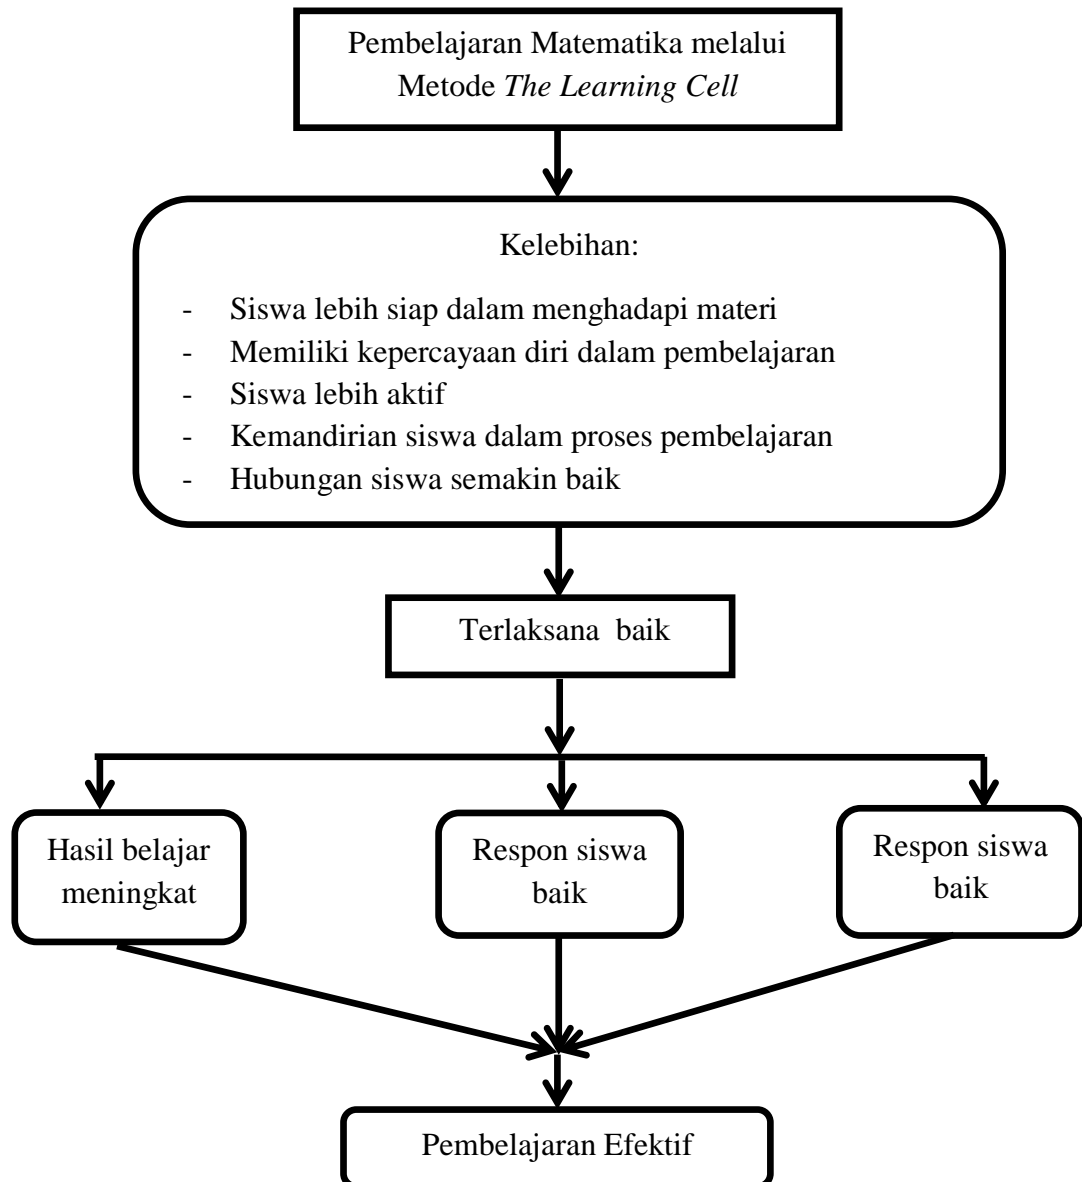 Pembelajaran Matematika melalui
Metode The Learning Cell
Kelebihan:
- Siswa lebih siap dalam menghadapi materi
- Memiliki kepercayaan diri dalam pembelajaran
- Siswa lebih aktif
- Kemandirian siswa dalam proses pembelajaran
- Hubungan siswa semakin baik
Terlaksana  baik
Hasil belajar
meningkat
Respon siswa
baik
Respon siswa
baik
Pembelajaran Efektif